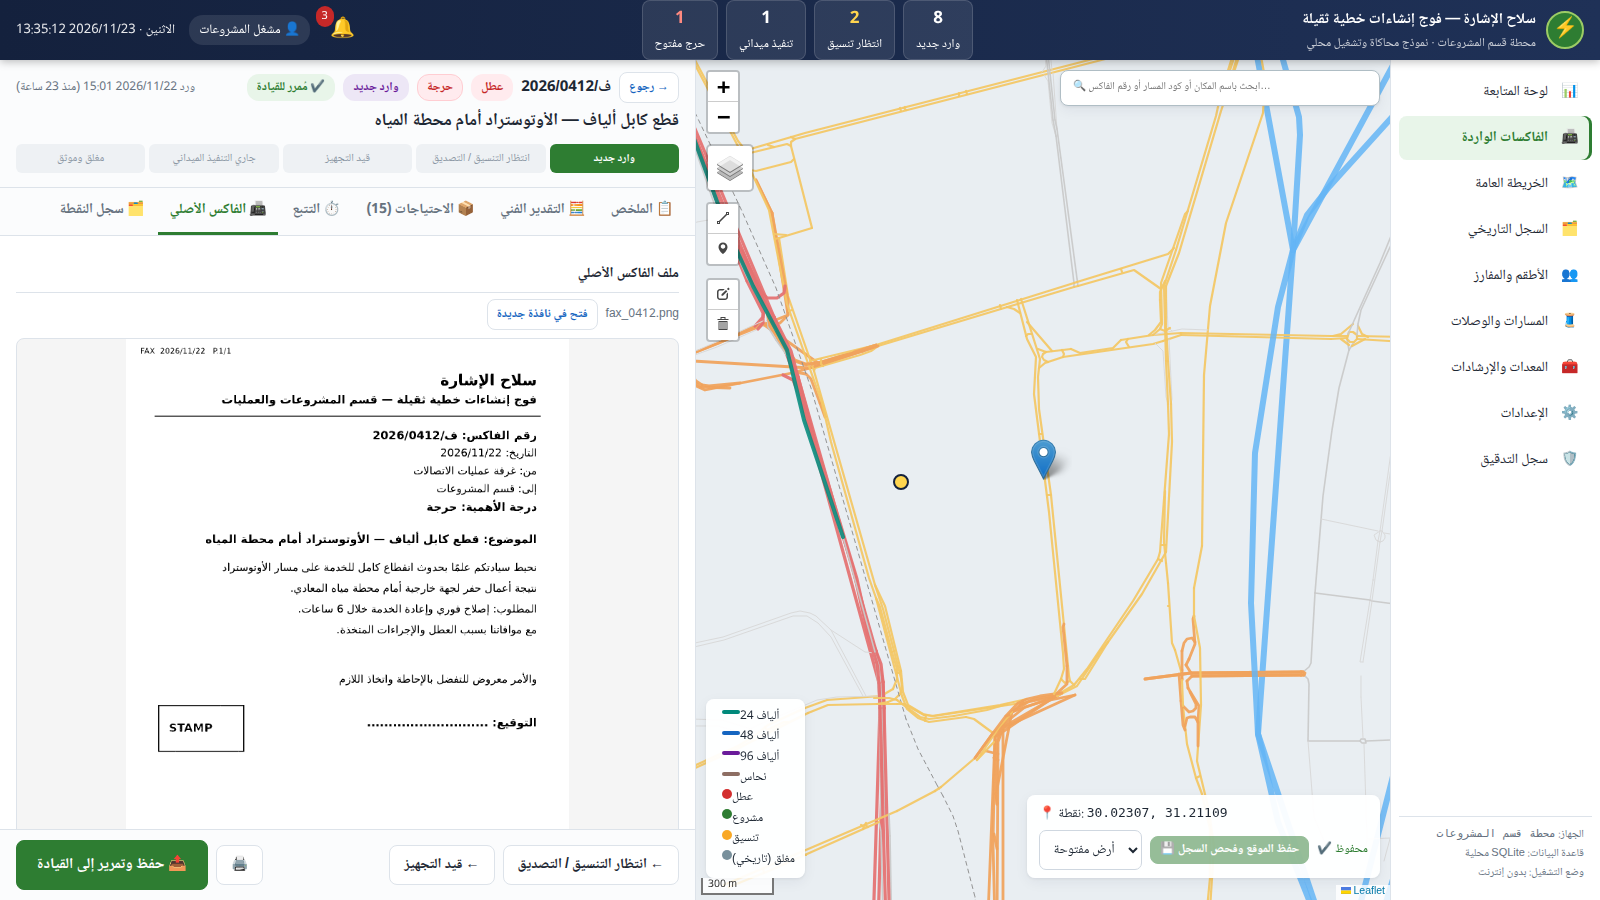 سلاح الإشارة — فوج إنشاءات خطية ثقيلة
محطة قسم المشروعات · نموذج محاكاة وتشغيل محلي
8
وارد جديد
2
انتظار تنسيق
1
تنفيذ ميداني
1
حرج مفتوح
3
مشغل المشروعات
الاثنين · 2026/11/23 13:35:12
لوحة المتابعة
الفاكسات الواردة
الخريطة العامة
السجل التاريخي
الأطقم والمفارز
المسارات والوصلات
المعدات والإرشادات
الإعدادات
سجل التدقيق
الجهاز: محطة قسم المشروعات
قاعدة البيانات: SQLite محلية
وضع التشغيل: بدون إنترنت
ابحث باسم المكان أو كود المسار أو رقم الفاكس...
+
−
ألياف 24
ألياف 48
ألياف 96
نحاس
عطل
مشروع
تنسيق
مغلق (تاريخي)
300 m
نقطة: 30.02307, 31.21109
أرض مفتوحة
حفظ الموقع وفحص السجل
✔ محفوظ
Leaflet
→ رجوع
ف/2026/0412
عطل
حرجة
وارد جديد
✔ مُمرر للقيادة
ورد 2026/11/22 15:01 (منذ 23 ساعة)
قطع كابل ألياف — الأوتوستراد أمام محطة المياه
وارد جديد
انتظار التنسيق / التصديق
قيد التجهيز
جاري التنفيذ الميداني
مغلق وموثق
الملخص
التقدير الفني
الاحتياجات (15)
التتبع
الفاكس الأصلي
سجل النقطة
ملف الفاكس الأصلي
fax_0412.png
فتح في نافذة جديدة
FAX 2026/11/22 P.1/1
سلاح الإشارة
فوج إنشاءات خطية ثقيلة — قسم المشروعات والعمليات
رقم الفاكس: ف/2026/0412
التاريخ: 2026/11/22
من: غرفة عمليات الاتصالات
إلى: قسم المشروعات
درجة الأهمية: حرجة
الموضوع: قطع كابل ألياف — الأوتوستراد أمام محطة المياه
نحيط سيادتكم علمًا بحدوث انقطاع كامل للخدمة على مسار الأوتوستراد
نتيجة أعمال حفر لجهة خارجية أمام محطة مياه المعادي.
المطلوب: إصلاح فوري وإعادة الخدمة خلال 6 ساعات.
مع موافاتنا بسبب العطل والإجراءات المتخذة.
والأمر معروض للتفضل بالإحاطة واتخاذ اللازم
التوقيع: ............................
STAMP
← انتظار التنسيق / التصديق
← قيد التجهيز
حفظ وتمرير إلى القيادة